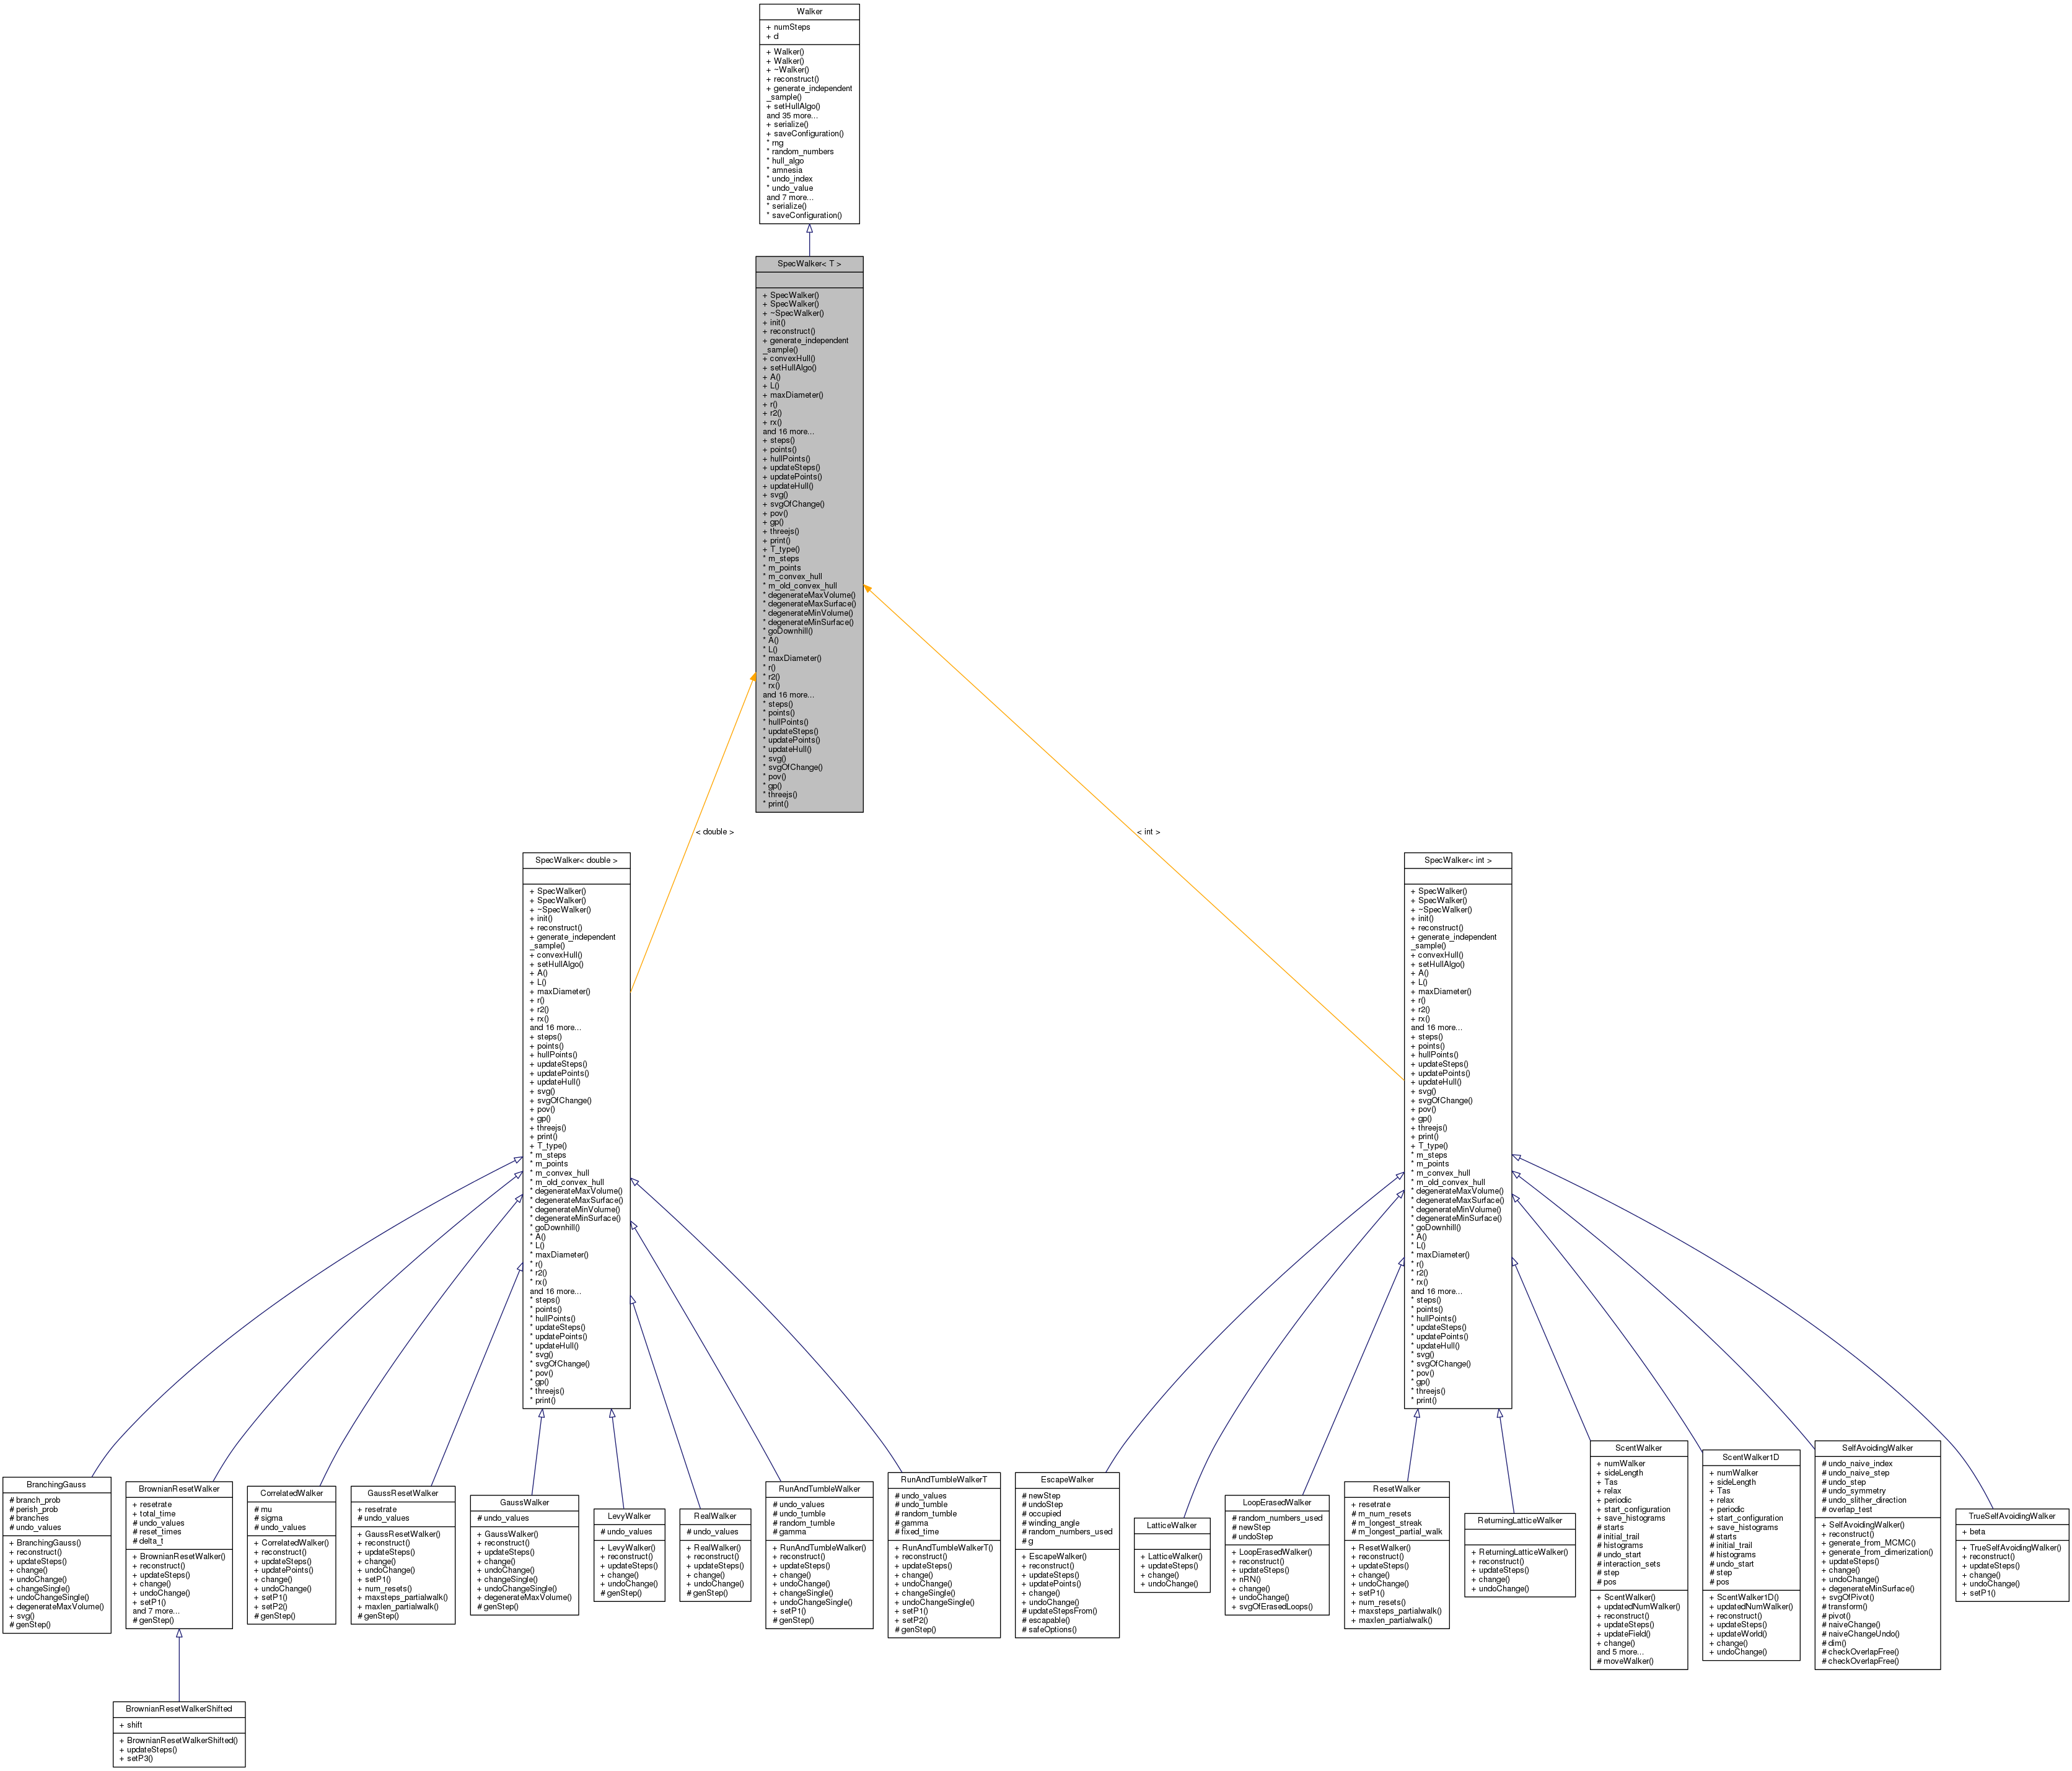 Walker
+ numSteps
+ d
+ Walker()
+ Walker()
+ ~Walker()
+ reconstruct()
+ generate_independent
_sample()
+ setHullAlgo()
and 35 more...
+ serialize()
+ saveConfiguration()
* rng
* random_numbers
* hull_algo
* amnesia
* undo_index
* undo_value
and 7 more...
* serialize()
* saveConfiguration()
SpecWalker< T >
+ SpecWalker()
+ SpecWalker()
+ ~SpecWalker()
+ init()
+ reconstruct()
+ generate_independent
_sample()
+ convexHull()
+ setHullAlgo()
+ A()
+ L()
+ maxDiameter()
+ r()
+ r2()
+ rx()
and 16 more...
+ steps()
+ points()
+ hullPoints()
+ updateSteps()
+ updatePoints()
+ updateHull()
+ svg()
+ svgOfChange()
+ pov()
+ gp()
+ threejs()
+ print()
+ T_type()
* m_steps
* m_points
* m_convex_hull
* m_old_convex_hull
* degenerateMaxVolume()
* degenerateMaxSurface()
* degenerateMinVolume()
* degenerateMinSurface()
* goDownhill()
* A()
* L()
* maxDiameter()
* r()
* r2()
* rx()
and 16 more...
* steps()
* points()
* hullPoints()
* updateSteps()
* updatePoints()
* updateHull()
* svg()
* svgOfChange()
* pov()
* gp()
* threejs()
* print()
< double >
< int >
SpecWalker< double >
+ SpecWalker()
+ SpecWalker()
+ ~SpecWalker()
+ init()
+ reconstruct()
+ generate_independent
_sample()
+ convexHull()
+ setHullAlgo()
+ A()
+ L()
+ maxDiameter()
+ r()
+ r2()
+ rx()
and 16 more...
+ steps()
+ points()
+ hullPoints()
+ updateSteps()
+ updatePoints()
+ updateHull()
+ svg()
+ svgOfChange()
+ pov()
+ gp()
+ threejs()
+ print()
+ T_type()
* m_steps
* m_points
* m_convex_hull
* m_old_convex_hull
* degenerateMaxVolume()
* degenerateMaxSurface()
* degenerateMinVolume()
* degenerateMinSurface()
* goDownhill()
* A()
* L()
* maxDiameter()
* r()
* r2()
* rx()
and 16 more...
* steps()
* points()
* hullPoints()
* updateSteps()
* updatePoints()
* updateHull()
* svg()
* svgOfChange()
* pov()
* gp()
* threejs()
* print()
SpecWalker< int >
+ SpecWalker()
+ SpecWalker()
+ ~SpecWalker()
+ init()
+ reconstruct()
+ generate_independent
_sample()
+ convexHull()
+ setHullAlgo()
+ A()
+ L()
+ maxDiameter()
+ r()
+ r2()
+ rx()
and 16 more...
+ steps()
+ points()
+ hullPoints()
+ updateSteps()
+ updatePoints()
+ updateHull()
+ svg()
+ svgOfChange()
+ pov()
+ gp()
+ threejs()
+ print()
+ T_type()
* m_steps
* m_points
* m_convex_hull
* m_old_convex_hull
* degenerateMaxVolume()
* degenerateMaxSurface()
* degenerateMinVolume()
* degenerateMinSurface()
* goDownhill()
* A()
* L()
* maxDiameter()
* r()
* r2()
* rx()
and 16 more...
* steps()
* points()
* hullPoints()
* updateSteps()
* updatePoints()
* updateHull()
* svg()
* svgOfChange()
* pov()
* gp()
* threejs()
* print()
BranchingGauss
# branch_prob
# perish_prob
# branches
# undo_values
+ BranchingGauss()
+ reconstruct()
+ updateSteps()
+ change()
+ undoChange()
+ changeSingle()
+ undoChangeSingle()
+ degenerateMaxVolume()
+ svg()
# genStep()
BrownianResetWalker
+ resetrate
+ total_time
# undo_values
# reset_times
# delta_t
+ BrownianResetWalker()
+ reconstruct()
+ updateSteps()
+ change()
+ undoChange()
+ setP1()
and 7 more...
# genStep()
CorrelatedWalker
# mu
# sigma
# undo_values
+ CorrelatedWalker()
+ reconstruct()
+ updateSteps()
+ updatePoints()
+ change()
+ undoChange()
+ setP1()
+ setP2()
# genStep()
GaussResetWalker
+ resetrate
# undo_values
+ GaussResetWalker()
+ reconstruct()
+ updateSteps()
+ change()
+ undoChange()
+ setP1()
+ num_resets()
+ maxsteps_partialwalk()
+ maxlen_partialwalk()
# genStep()
GaussWalker
# undo_values
+ GaussWalker()
+ reconstruct()
+ updateSteps()
+ change()
+ undoChange()
+ changeSingle()
+ undoChangeSingle()
+ degenerateMaxVolume()
# genStep()
LevyWalker
# undo_values
+ LevyWalker()
+ reconstruct()
+ updateSteps()
+ change()
+ undoChange()
# genStep()
RealWalker
# undo_values
+ RealWalker()
+ reconstruct()
+ updateSteps()
+ change()
+ undoChange()
# genStep()
RunAndTumbleWalker
# undo_values
# undo_tumble
# random_tumble
# gamma
+ RunAndTumbleWalker()
+ reconstruct()
+ updateSteps()
+ change()
+ undoChange()
+ changeSingle()
+ undoChangeSingle()
+ setP1()
# genStep()
RunAndTumbleWalkerT
# undo_values
# undo_tumble
# random_tumble
# gamma
# fixed_time
+ RunAndTumbleWalkerT()
+ reconstruct()
+ updateSteps()
+ change()
+ undoChange()
+ changeSingle()
+ undoChangeSingle()
+ setP1()
+ setP2()
# genStep()
EscapeWalker
# newStep
# undoStep
# occupied
# winding_angle
# random_numbers_used
# g
+ EscapeWalker()
+ reconstruct()
+ updateSteps()
+ updatePoints()
+ change()
+ undoChange()
# updateStepsFrom()
# escapable()
# safeOptions()
LatticeWalker
+ LatticeWalker()
+ updateSteps()
+ change()
+ undoChange()
LoopErasedWalker
# random_numbers_used
# newStep
# undoStep
+ LoopErasedWalker()
+ reconstruct()
+ updateSteps()
+ nRN()
+ change()
+ undoChange()
+ svgOfErasedLoops()
ResetWalker
+ resetrate
# m_num_resets
# m_longest_streak
# m_longest_partial_walk
+ ResetWalker()
+ reconstruct()
+ updateSteps()
+ change()
+ undoChange()
+ setP1()
+ num_resets()
+ maxsteps_partialwalk()
+ maxlen_partialwalk()
ReturningLatticeWalker
+ ReturningLatticeWalker()
+ reconstruct()
+ updateSteps()
+ change()
+ undoChange()
ScentWalker
+ numWalker
+ sideLength
+ Tas
+ relax
+ periodic
+ start_configuration
+ save_histograms
# starts
# initial_trail
# histograms
# undo_start
# interaction_sets
# step
# pos
+ ScentWalker()
+ updatedNumWalker()
+ reconstruct()
+ updateSteps()
+ updateField()
+ change()
and 5 more...
# moveWalker()
ScentWalker1D
+ numWalker
+ sideLength
+ Tas
+ relax
+ periodic
+ start_configuration
+ save_histograms
# starts
# initial_trail
# histograms
# undo_start
# step
# pos
+ ScentWalker1D()
+ updatedNumWalker()
+ reconstruct()
+ updateSteps()
+ updateWorld()
+ change()
+ undoChange()
SelfAvoidingWalker
# undo_naive_index
# undo_naive_step
# undo_step
# undo_symmetry
# undo_slither_direction
# overlap_test
+ SelfAvoidingWalker()
+ reconstruct()
+ generate_from_MCMC()
+ generate_from_dimerization()
+ updateSteps()
+ change()
+ undoChange()
+ degenerateMinSurface()
+ svgOfPivot()
# transform()
# pivot()
# naiveChange()
# naiveChangeUndo()
# dim()
# checkOverlapFree()
# checkOverlapFree()
TrueSelfAvoidingWalker
+ beta
+ TrueSelfAvoidingWalker()
+ reconstruct()
+ updateSteps()
+ change()
+ undoChange()
+ setP1()
BrownianResetWalkerShifted
+ shift
+ BrownianResetWalkerShifted()
+ updateSteps()
+ setP3()